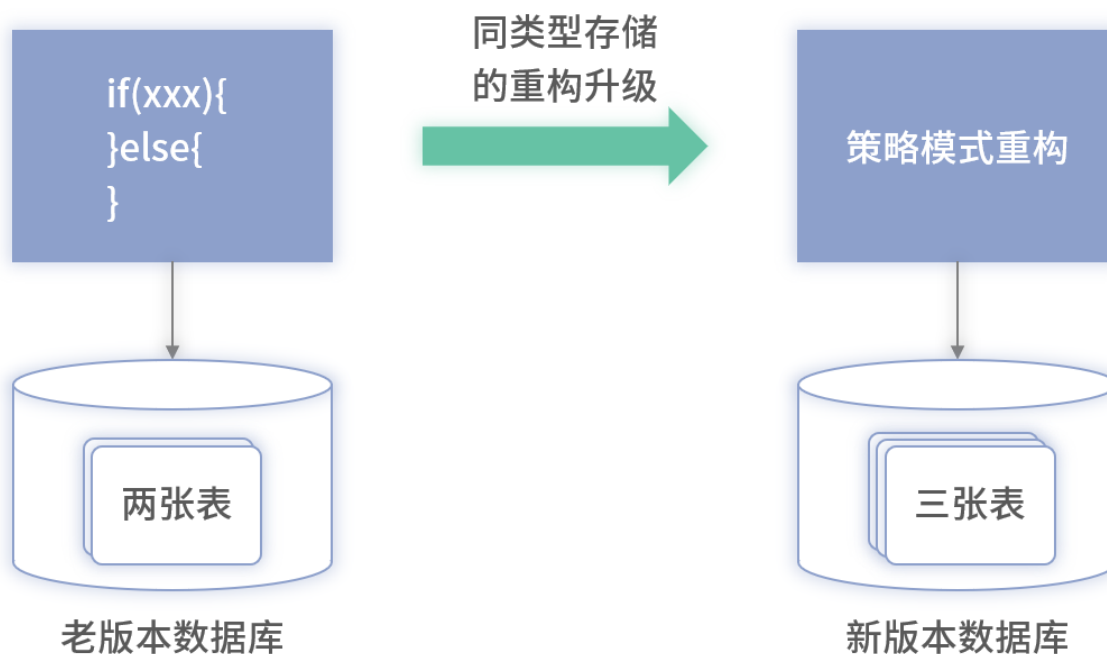 同类型存储
的重构升级
if(xxx){
}else{
}
策略模式重构
两张表
三张表
老版本数据库
新版本数据库